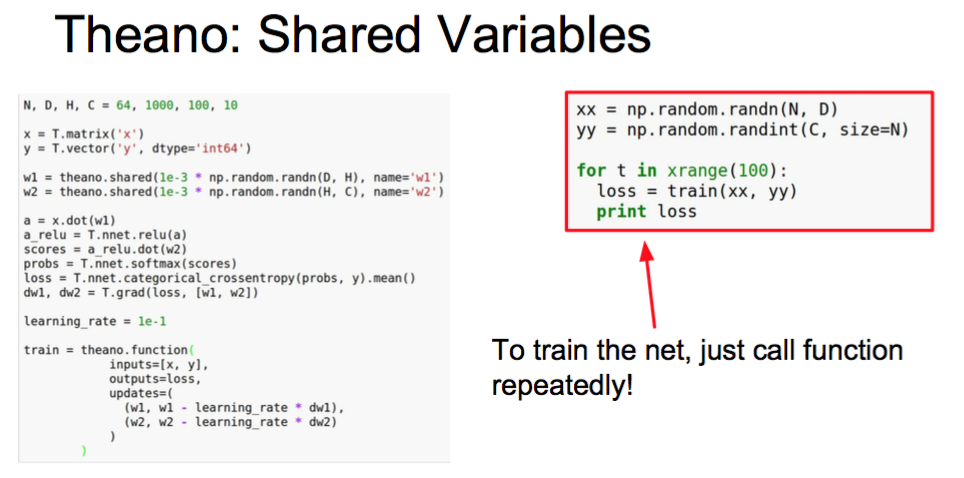 Theano: Shared Variables
N, D, H, C = 64, 1000, 100, 10
x = T.matrix('x')
y = T.vector('y', dtype='int64')
w1 = theano.shared(1e-3 * np.random.randn(D, H), name='w1')
w2 = theano.shared(1e-3 * np.random.randn(H, C), name='w2')
a = x.dot(w1)
a_relu = T.nnet.relu(a)
scores = a_relu.dot(w2)
probs = T.nnet.softmax(scores)
loss = T.nnet.categorical_crossentropy(probs, y).mean()
dw1, dw2 = T.grad(loss, [w1, w2])
learning_rate = 1e-1
train = theano.function(
inputs=[x, y],
outputs=loss,
updates=(
(w1, w1 - learning_rate * dw1),
(w2, w2 - learning_rate * dw2)
)
)
xx = np.random.randn(N, D)
yy = np.random.randint(C, size=N)
for t in xrange(100):
loss = train(xx, yy)
print loss
To train the net, just call function
repeatedly!